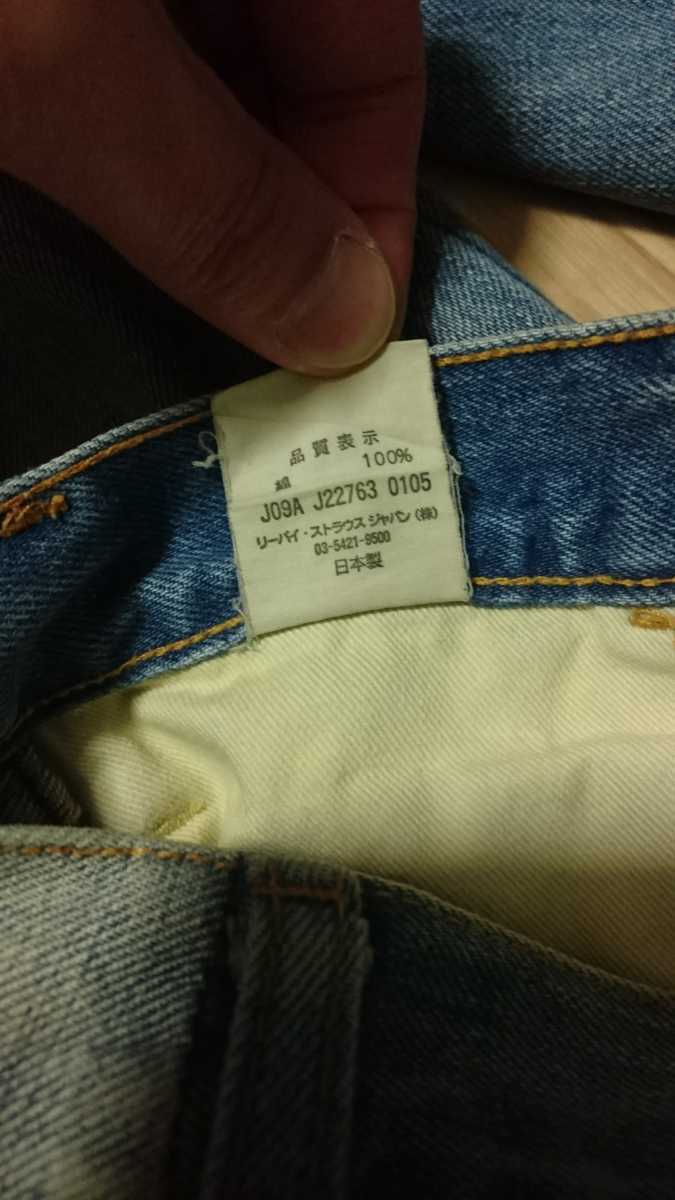 品質表示
綿 100%
J09A J22763 0105
リーバイ・ストラウス ジャパン(株)
03-5421-9500
日本製